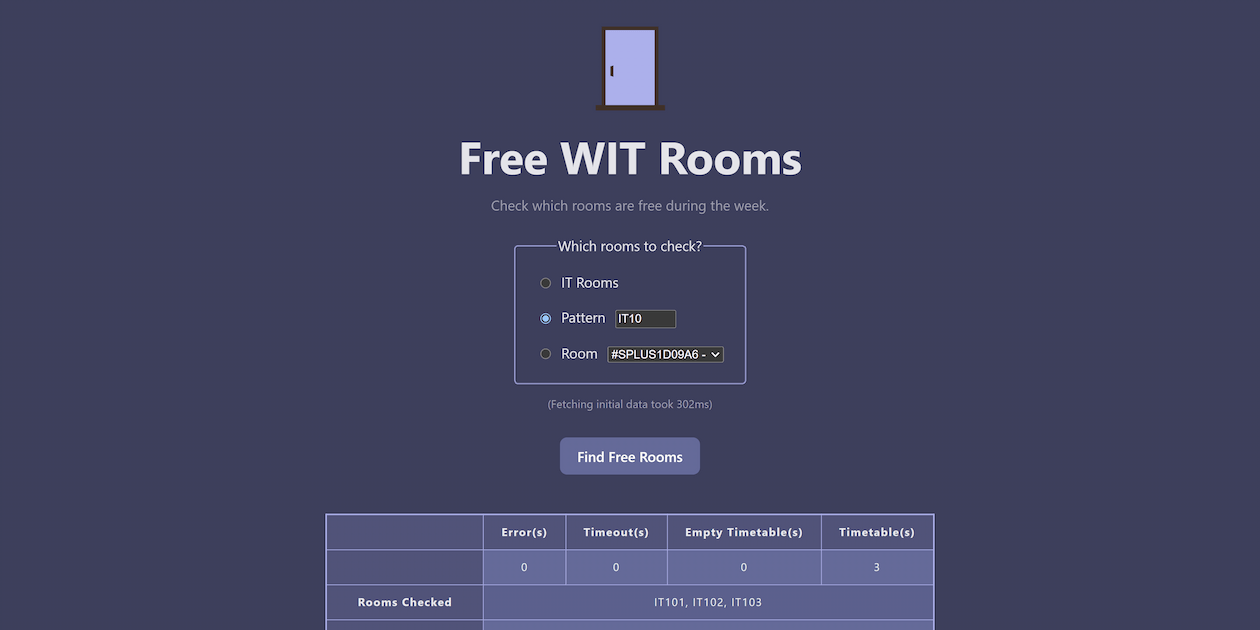 Free WIT Rooms
Check which rooms are free during the week.
Which rooms to check?
IT Rooms
Pattern IT10
Room #SPLUS1D09A6 -
(Fetching initial data took 302ms)
Find Free Rooms
Error(s) Timeout(s) Empty Timetable(s) Timetable(s)
0 0 0 3
Rooms Checked IT101, IT102, IT103